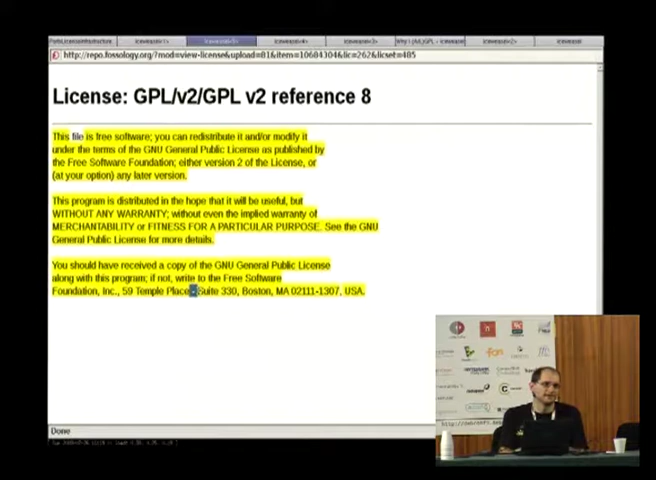 http://repo.fossology.org/?mod=view-license&upload=81&item=10684304&lic=262&licset=485
License: GPL/v2/GPL v2 reference 8
This file is free software; you can redistribute it and/or modify it
under the terms of the GNU General Public License as published by
the Free Software Foundation; either version 2 of the License, or
(at your option) any later version.
This program is distributed in the hope that it will be useful, but
WITHOUT ANY WARRANTY; without even the implied warranty of
MERCHANTABILITY or FITNESS FOR A PARTICULAR PURPOSE. See the GNU
General Public License for more details.
You should have received a copy of the GNU General Public License
along with this program; if not, write to the Free Software
Foundation, Inc., 59 Temple Place - Suite 330, Boston, MA 02111-1307, USA.
Done